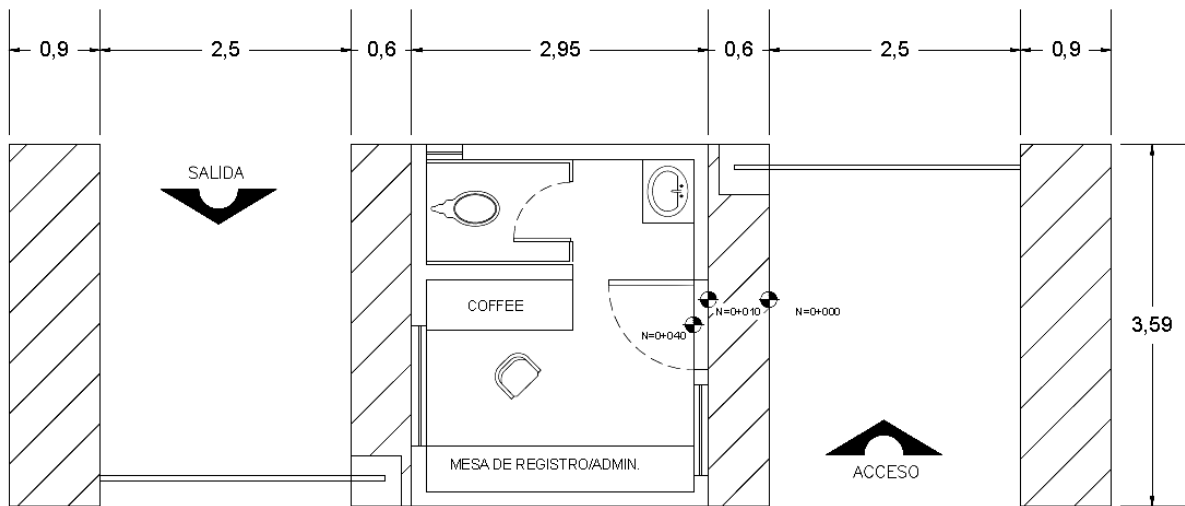 0,9 2,5 0,6 2,95 0,6 2,5 0,9
SALIDA
COFFEE
N=0+010
N=0+000
N=0+040
3,59
MESA DE REGISTRO/ADMIN.
ACCESO